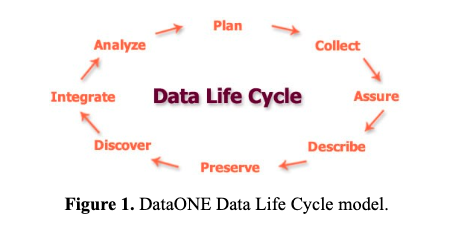 Plan
Analyze
Collect
Integrate
Data Life Cycle
Assure
Discover
Describe
Preserve
Figure 1. DataONE Data Life Cycle model.